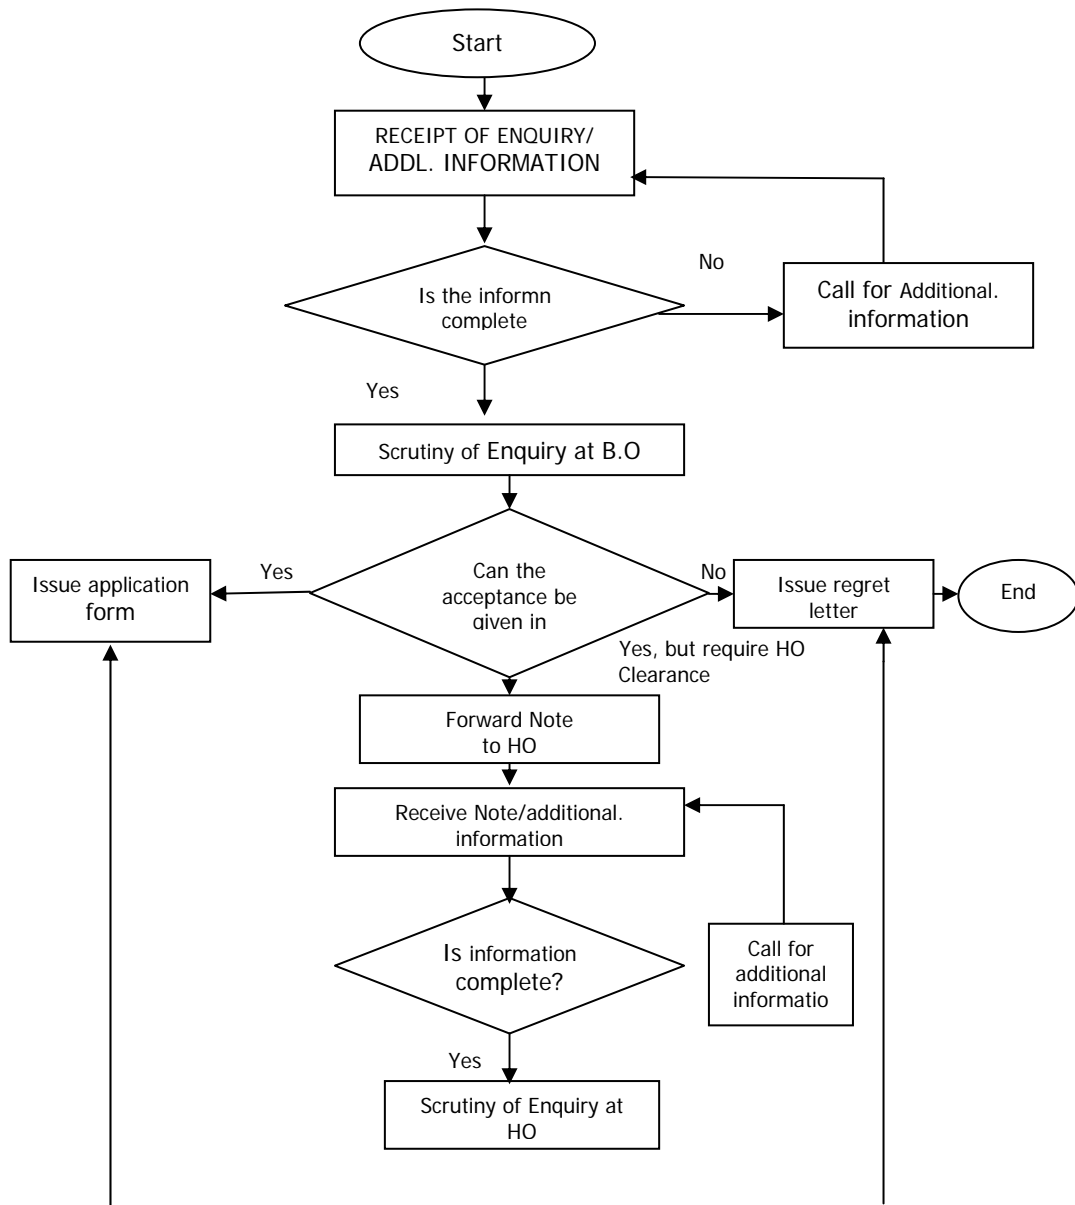 Start
RECEIPT OF ENQUIRY/
ADDL. INFORMATION
No
Is the informn
complete
Call for Additional.
information
Yes
Scrutiny of Enquiry at B.O
Issue application
form
Yes
Can the
acceptance be
given in
No
Issue regret
letter
End
Yes, but require HO
Clearance
Forward Note
to HO
Receive Note/additional.
information
Is information
complete?
Call for
additional
informatio
Yes
Scrutiny of Enquiry at
HO